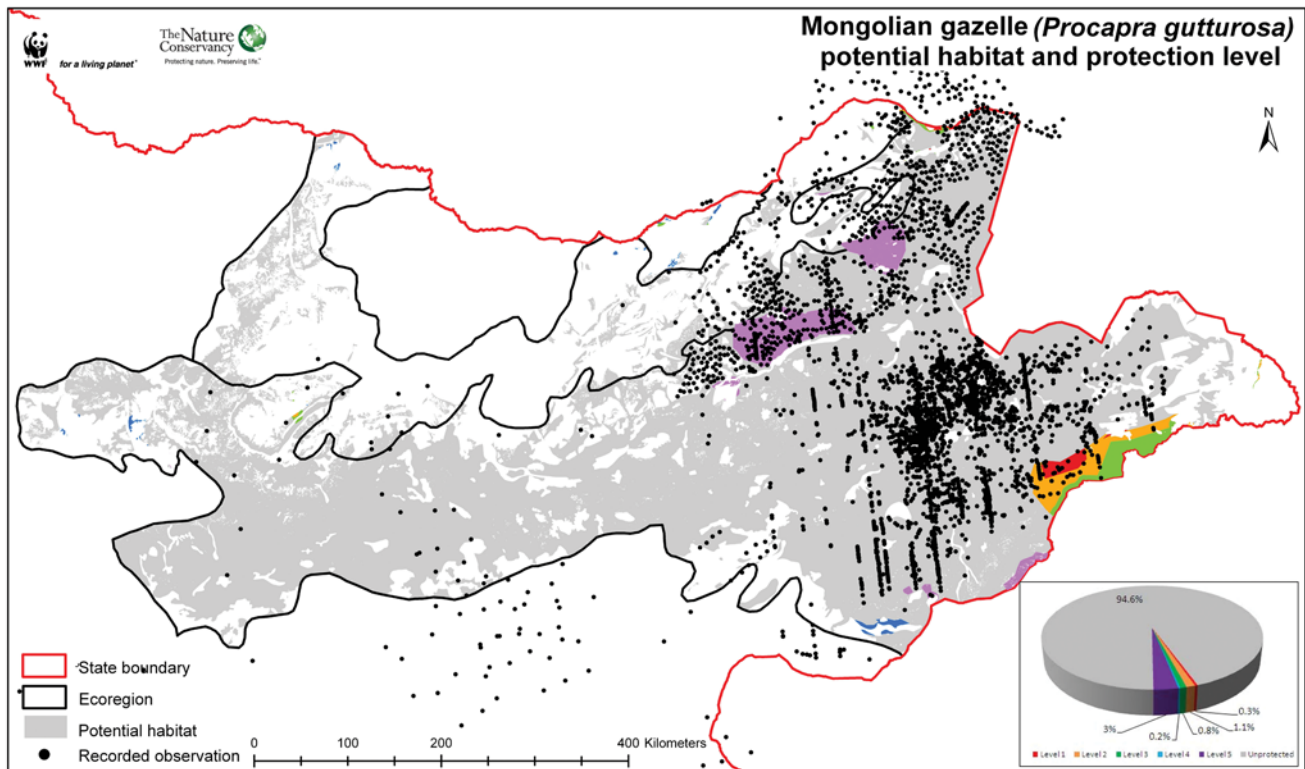 WWF
for a living planet®
The Nature
Conservancy
Protecting nature. Preserving life.™
Mongolian gazelle (Procapra gutturosa)
potential habitat and protection level
N
State boundary
Ecoregion
Potential habitat
Recorded observation
0 100 200 400 Kilometers
94.6%
0.3%
1.1%
0.8%
0.2%
3%
Level 1 Level 2 Level 3 Level 4 Level 5 Unprotected